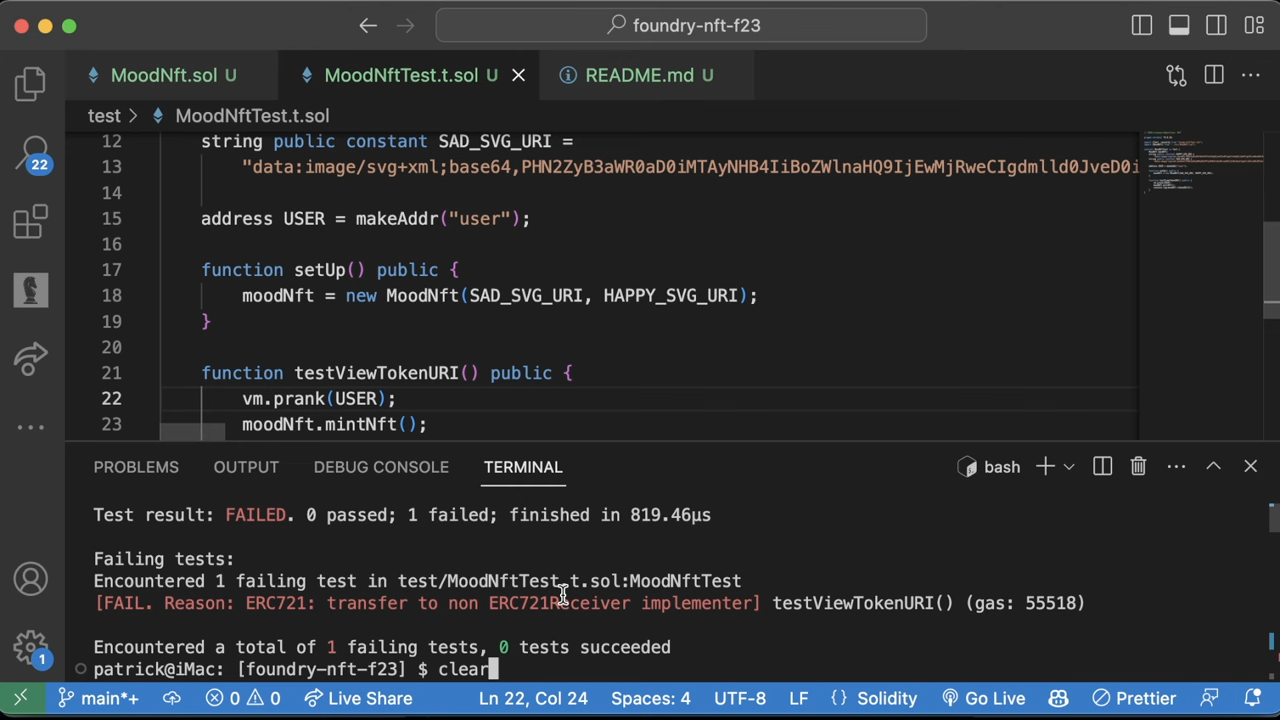 foundry-nft-f23
MoodNft.sol U
MoodNftTest.t.sol U
README.md U
test > MoodNftTest.t.sol
12 string public constant SAD_SVG_URI =
13 "data:image/svg+xml;base64,PHN2ZyB3aWR0aD0iMTAyNHB4IiBoZWlnaHQ9IjEwMjRweCIgdmlld0JveD0i
14
15 address USER = makeAddr("user");
16
17 function setUp() public {
18 moodNft = new MoodNft(SAD_SVG_URI, HAPPY_SVG_URI);
19 }
20
21 function testViewTokenURI() public {
22 vm.prank(USER);
23 moodNft.mintNft();
22
PROBLEMS OUTPUT DEBUG CONSOLE TERMINAL bash
Test result: FAILED. 0 passed; 1 failed; finished in 819.46µs
Failing tests:
Encountered 1 failing test in test/MoodNftTest.t.sol:MoodNftTest
[FAIL. Reason: ERC721: transfer to non ERC721Receiver implementer] testViewTokenURI() (gas: 55518)
Encountered a total of 1 failing tests, 0 tests succeeded
patrick@iMac: [foundry-nft-f23] $ clear
1
main*+ 0 0 Live Share Ln 22, Col 24 Spaces: 4 UTF-8 LF {} Solidity Go Live Prettier